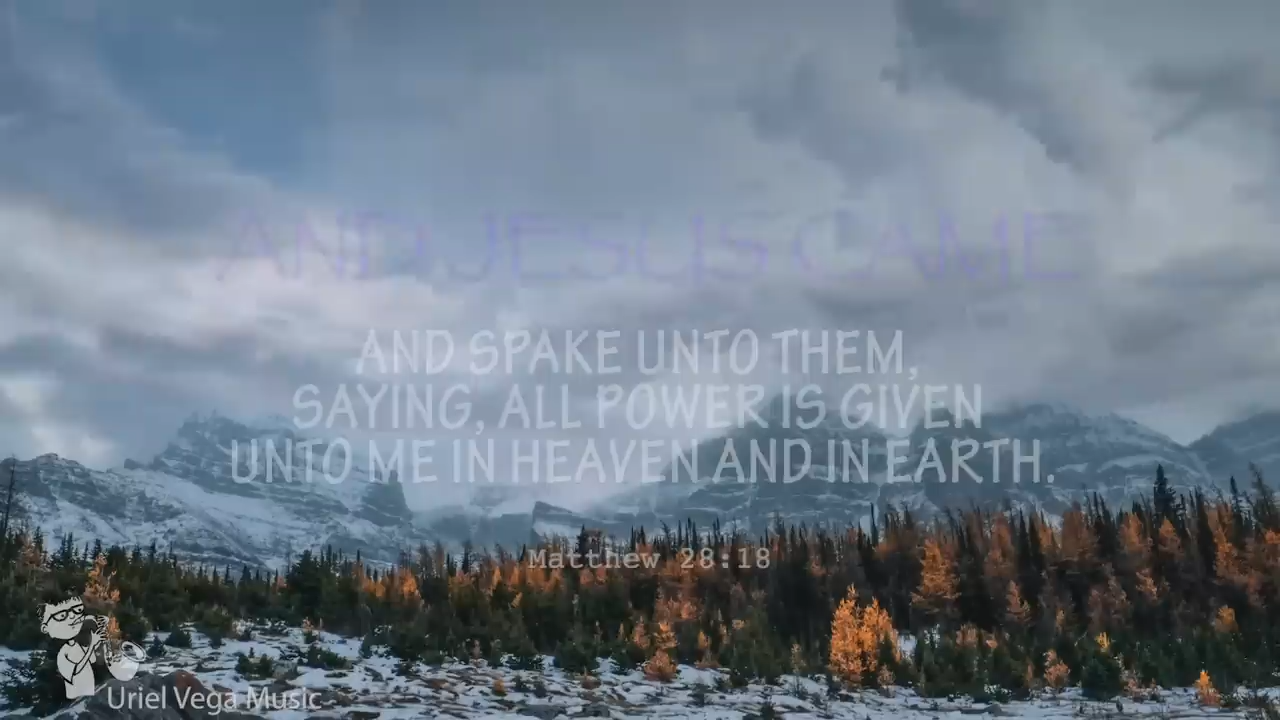 AND JESUS CAME
AND SPAKE UNTO THEM,
SAYING, ALL POWER IS GIVEN
UNTO ME IN HEAVEN AND IN EARTH.
Matthew 28:18
Uriel Vega Music